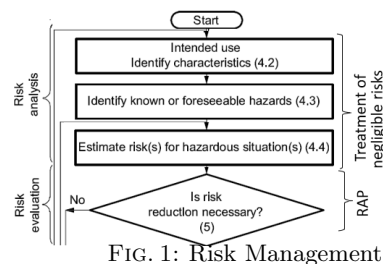 Start
Intended use
Identify characteristics (4.2)
Identify known or foreseeable hazards (4.3)
Estimate risk(s) for hazardous situation(s) (4.4)
Is risk
reduction necessary?
(5)
No
Risk
analysis
Risk
evaluation
Treatment of
negligible risks
RAP
FIG. 1: Risk Management